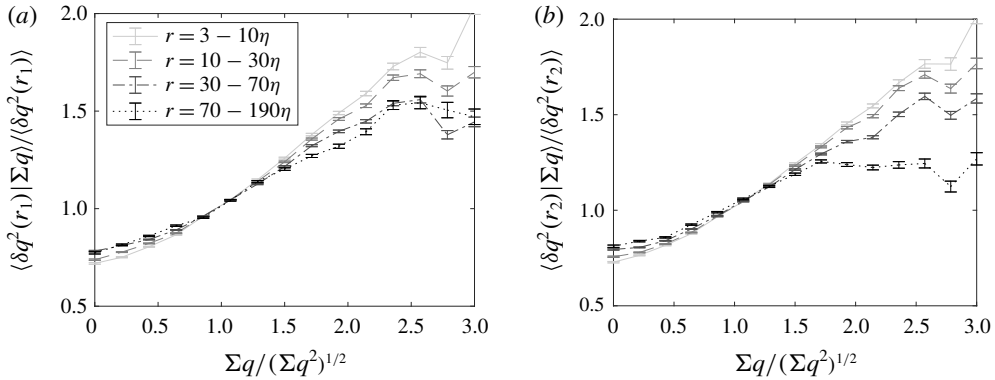 (a)
2.0
1.5
1.0
0.5
⟨δq²(r₁)|Σq⟩/⟨δq²(r₁)⟩
r = 3 – 10η
r = 10 – 30η
r = 30 – 70η
r = 70 – 190η
0 0.5 1.0 1.5 2.0 2.5 3.0
Σq/(Σq²)^1/2
(b)
2.0
1.5
1.0
0.5
⟨δq²(r₂)|Σq⟩/⟨δq²(r₂)⟩
0 0.5 1.0 1.5 2.0 2.5 3.0
Σq/(Σq²)^1/2